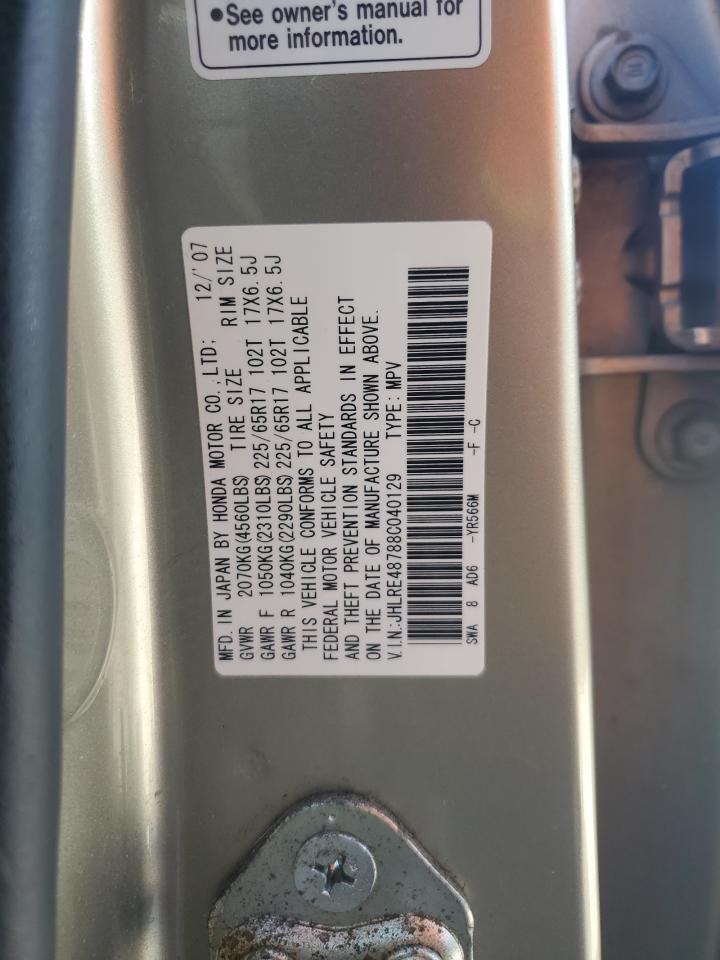 ●See owner's manual for
more information.
MFD. IN JAPAN BY HONDA MOTOR CO., LTD; 12/'07
GVWR 2070KG(4560LBS) TIRE SIZE RIM SIZE
GAWR F 1050KG(2310LBS) 225/65R17 102T 17X6.5J
GAWR R 1040KG(2290LBS) 225/65R17 102T 17X6.5J
THIS VEHICLE CONFORMS TO ALL APPLICABLE
FEDERAL MOTOR VEHICLE SAFETY
AND THEFT PREVENTION STANDARDS IN EFFECT
ON THE DATE OF MANUFACTURE SHOWN ABOVE.
V.I.N.:JHLRE48788C040129 TYPE: MPV
SWA 8 AD6 -YR566M -F -C